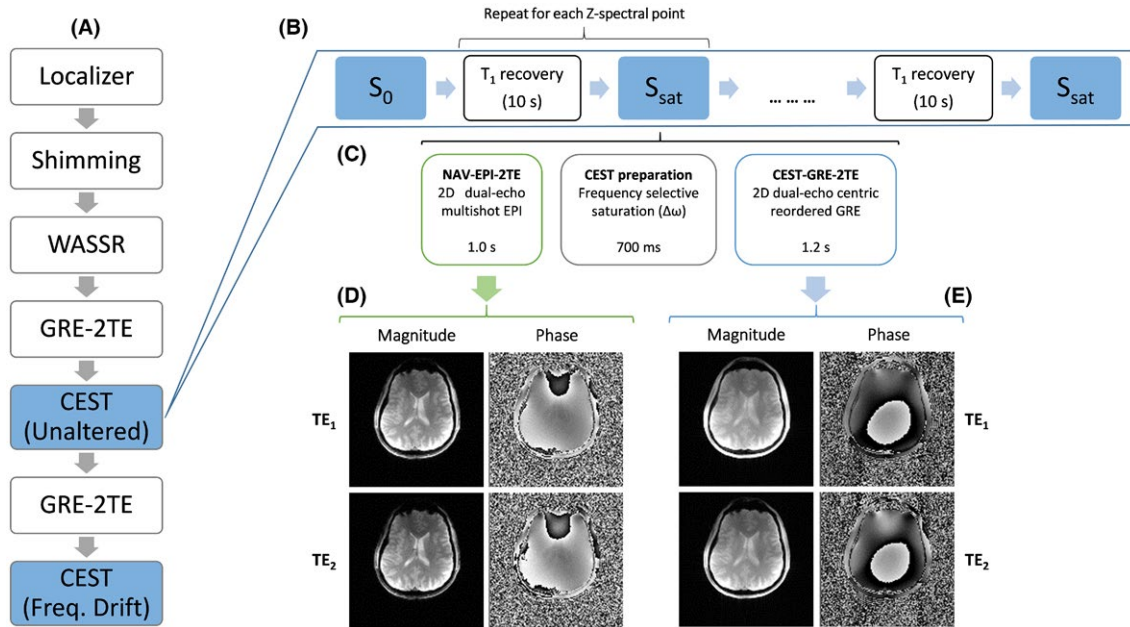 (A)
Localizer
Shimming
WASSR
GRE-2TE
CEST
(Unaltered)
GRE-2TE
CEST
(Freq. Drift)
(B)
Repeat for each Z-spectral point
S₀
T₁ recovery
(10 s)
Sₛₐₜ
... ... ...
T₁ recovery
(10 s)
Sₛₐₜ
(C)
NAV-EPI-2TE
2D dual-echo
multishot EPI
1.0 s
CEST preparation
Frequency selective
saturation (Δω)
700 ms
CEST-GRE-2TE
2D dual-echo centric
reordered GRE
1.2 s
(D)
Magnitude
Phase
TE₁
TE₂
(E)
Magnitude
Phase
TE₁
TE₂